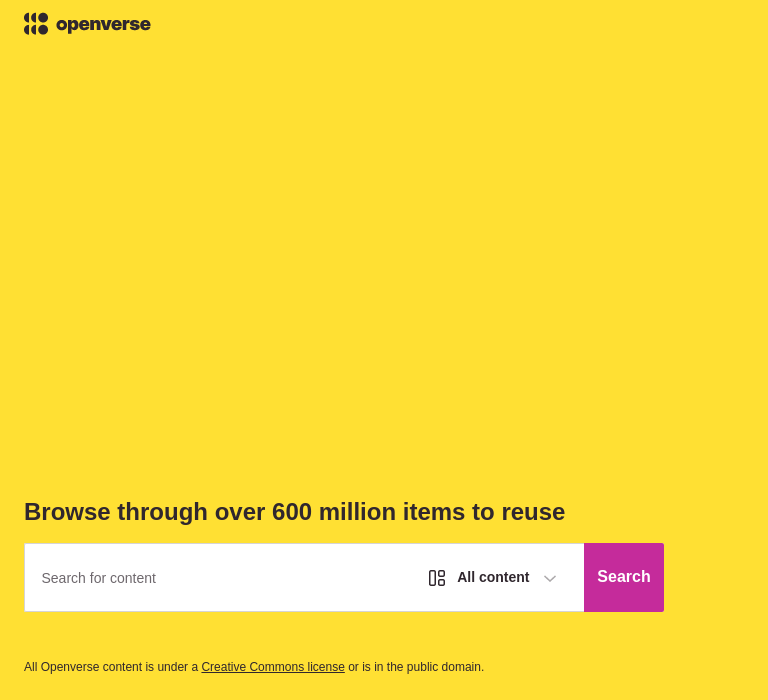 openverse
Browse through over 600 million items to reuse
Search for content
All content
Search
All Openverse content is under a Creative Commons license or is in the public domain.